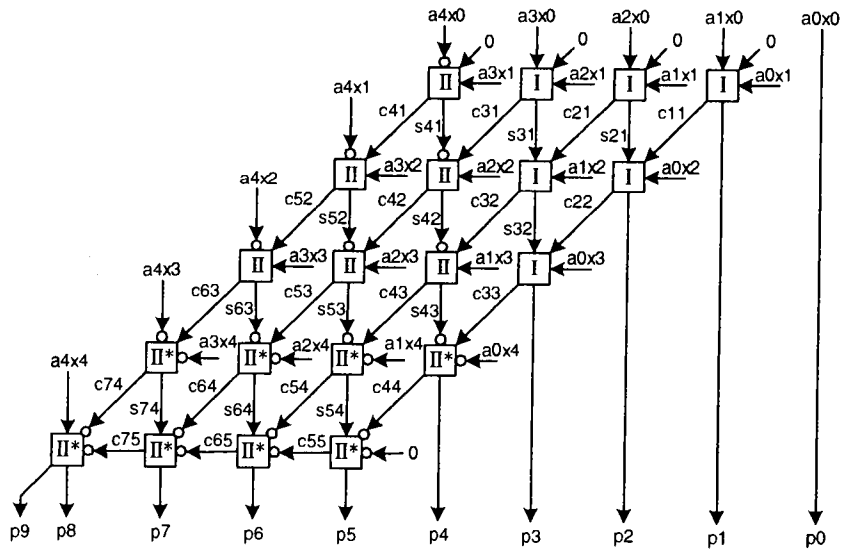 a4x0 a3x0 a2x0 a1x0 a0x0
0 0 0 0
II a3x1 I a2x1 I a1x1 I a0x1
a4x1
c41 s41 c31 s31 c21 s21 c11
II a3x2 II a2x2 I a1x2 I a0x2
a4x2
c52 s52 c42 s42 c32 s32 c22
II a3x3 II a2x3 II a1x3 I a0x3
a4x3
c63 s63 c53 s53 c43 s43 c33
II* a3x4 II* a2x4 II* a1x4 II* a0x4
a4x4
c74 s74 c64 s64 c54 s54 c44
II* c75 II* c65 II* c55 II* 0
p9 p8 p7 p6 p5 p4 p3 p2 p1 p0